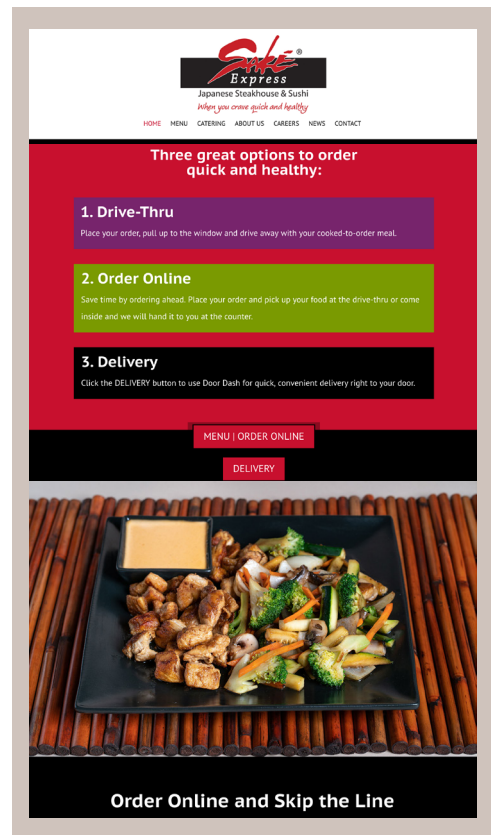 Saké®
Express
Japanese Steakhouse & Sushi
When you crave quick and healthy
HOME MENU CATERING ABOUT US CAREERS NEWS CONTACT
Three great options to order
quick and healthy:
1. Drive-Thru
Place your order, pull up to the window and drive away with your cooked-to-order meal.
2. Order Online
Save time by ordering ahead. Place your order and pick up your food at the drive-thru or come
inside and we will hand it to you at the counter.
3. Delivery
Click the DELIVERY button to use Door Dash for quick, convenient delivery right to your door.
MENU | ORDER ONLINE
DELIVERY
Order Online and Skip the Line